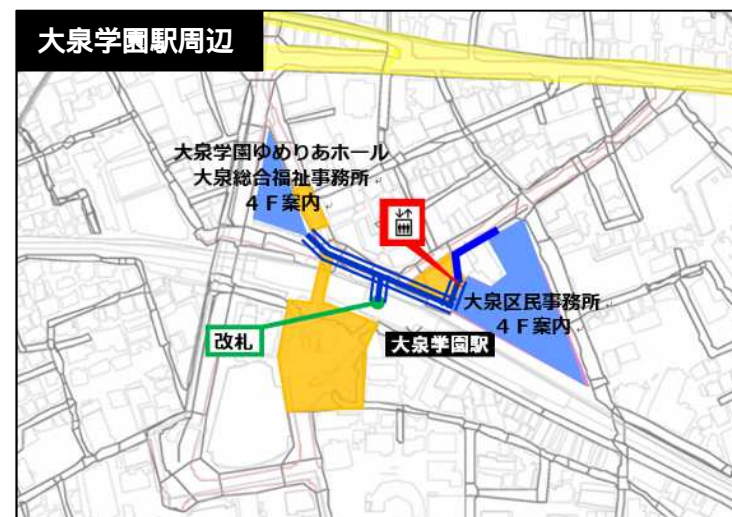 大泉学園駅周辺
大泉学園ゆめりあホール
大泉総合福祉事務所
４Ｆ案内
大泉区民事務所
４Ｆ案内
改札
大泉学園駅